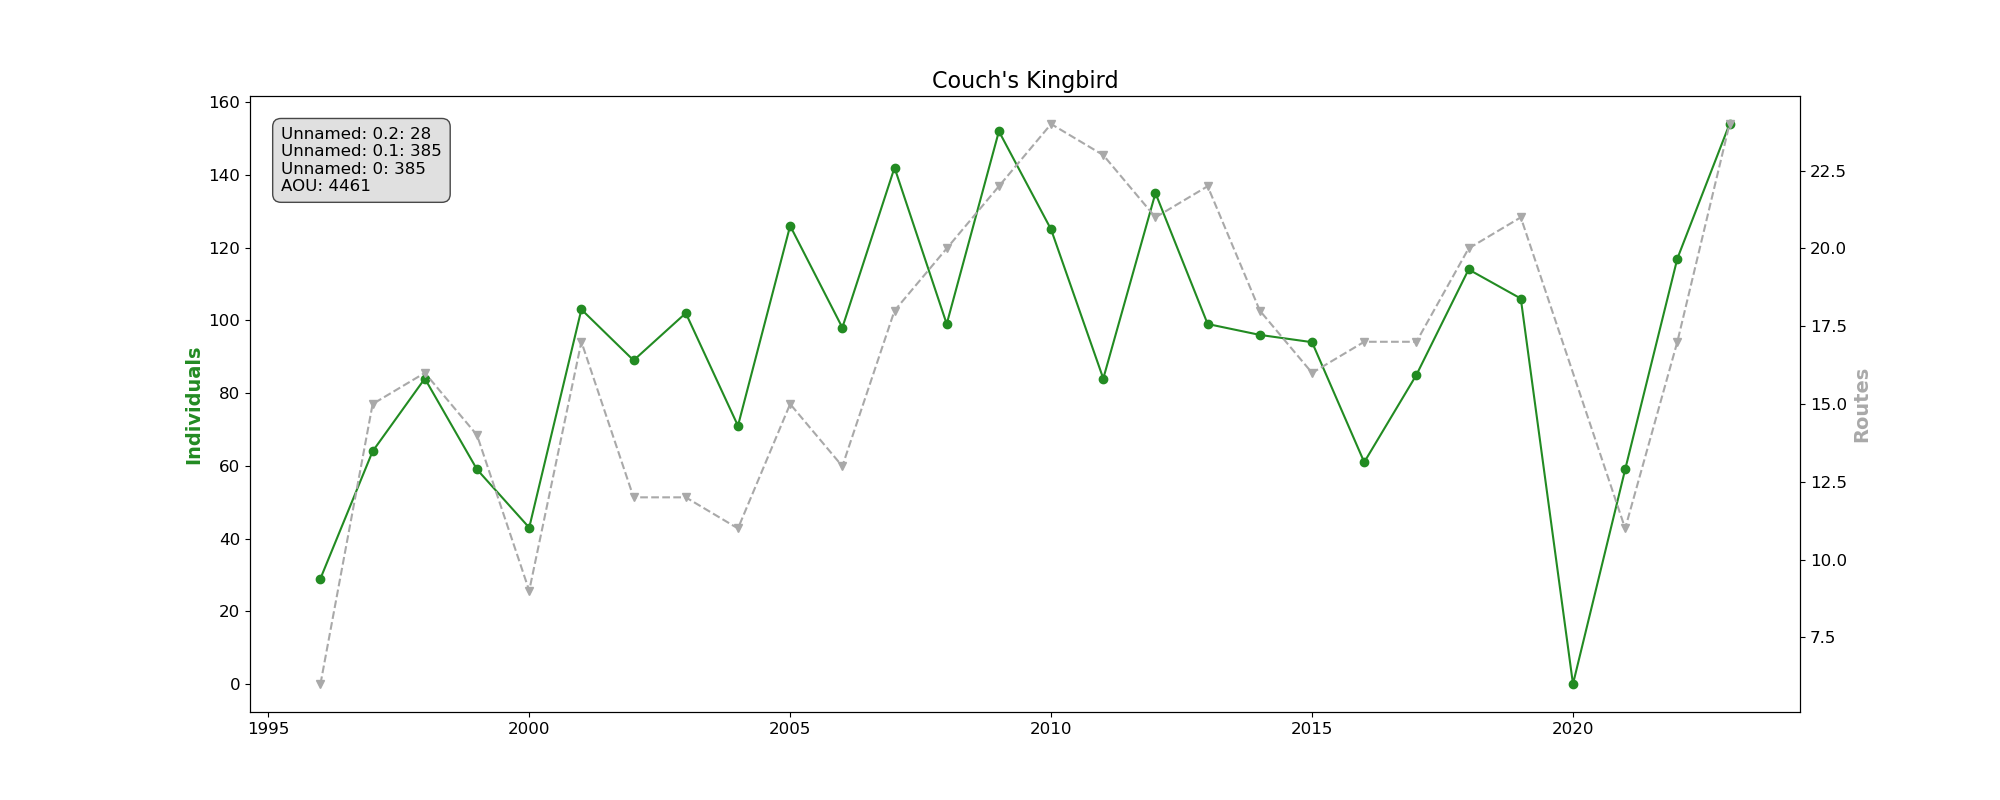 Couch's Kingbird
160
140
120
100
80
60
40
20
0
Individuals
Unnamed: 0.2: 28
Unnamed: 0.1: 385
Unnamed: 0: 385
AOU: 4461
22.5
20.0
17.5
15.0
12.5
10.0
7.5
Routes
1995 2000 2005 2010 2015 2020